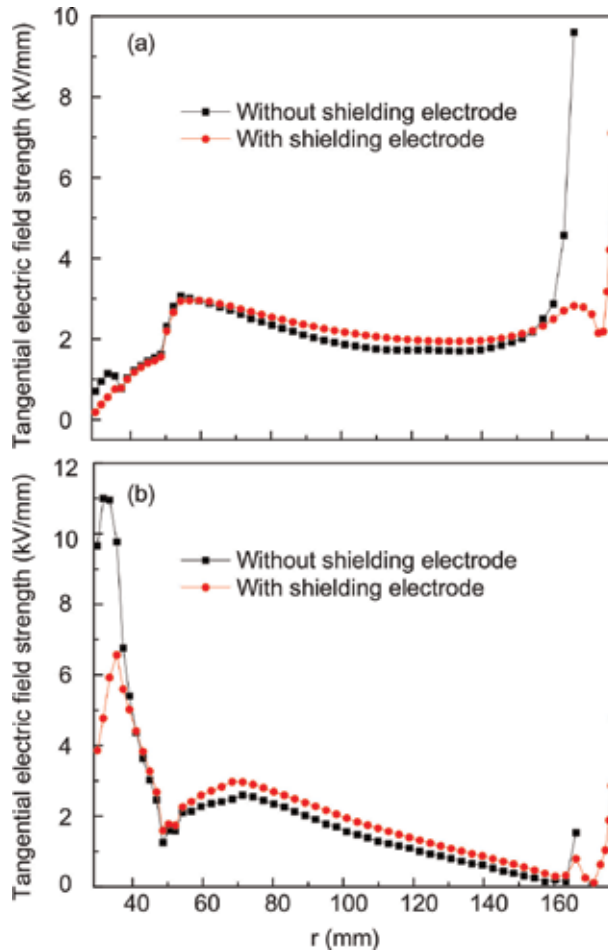 (a)
Tangential electric field strength (kV/mm)
10
8
6
4
2
0
Without shielding electrode
With shielding electrode
(b)
Tangential electric field strength (kV/mm)
12
10
8
6
4
2
0
Without shielding electrode
With shielding electrode
40 60 80 100 120 140 160
r (mm)